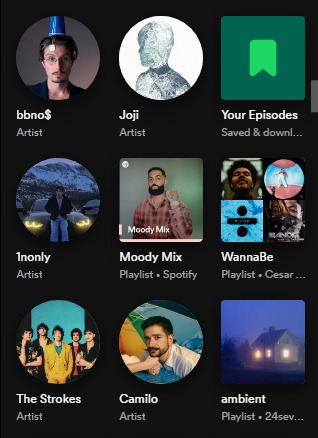 bbno$
Joji
Your Episodes
Artist
Artist
Saved & downl...
Moody Mix
1nonly
Moody Mix
WannaBe
Artist
Playlist • Spotify
Playlist • Cesar ...
The Strokes
Camilo
ambient
Artist
Artist
Playlist • 24sev...